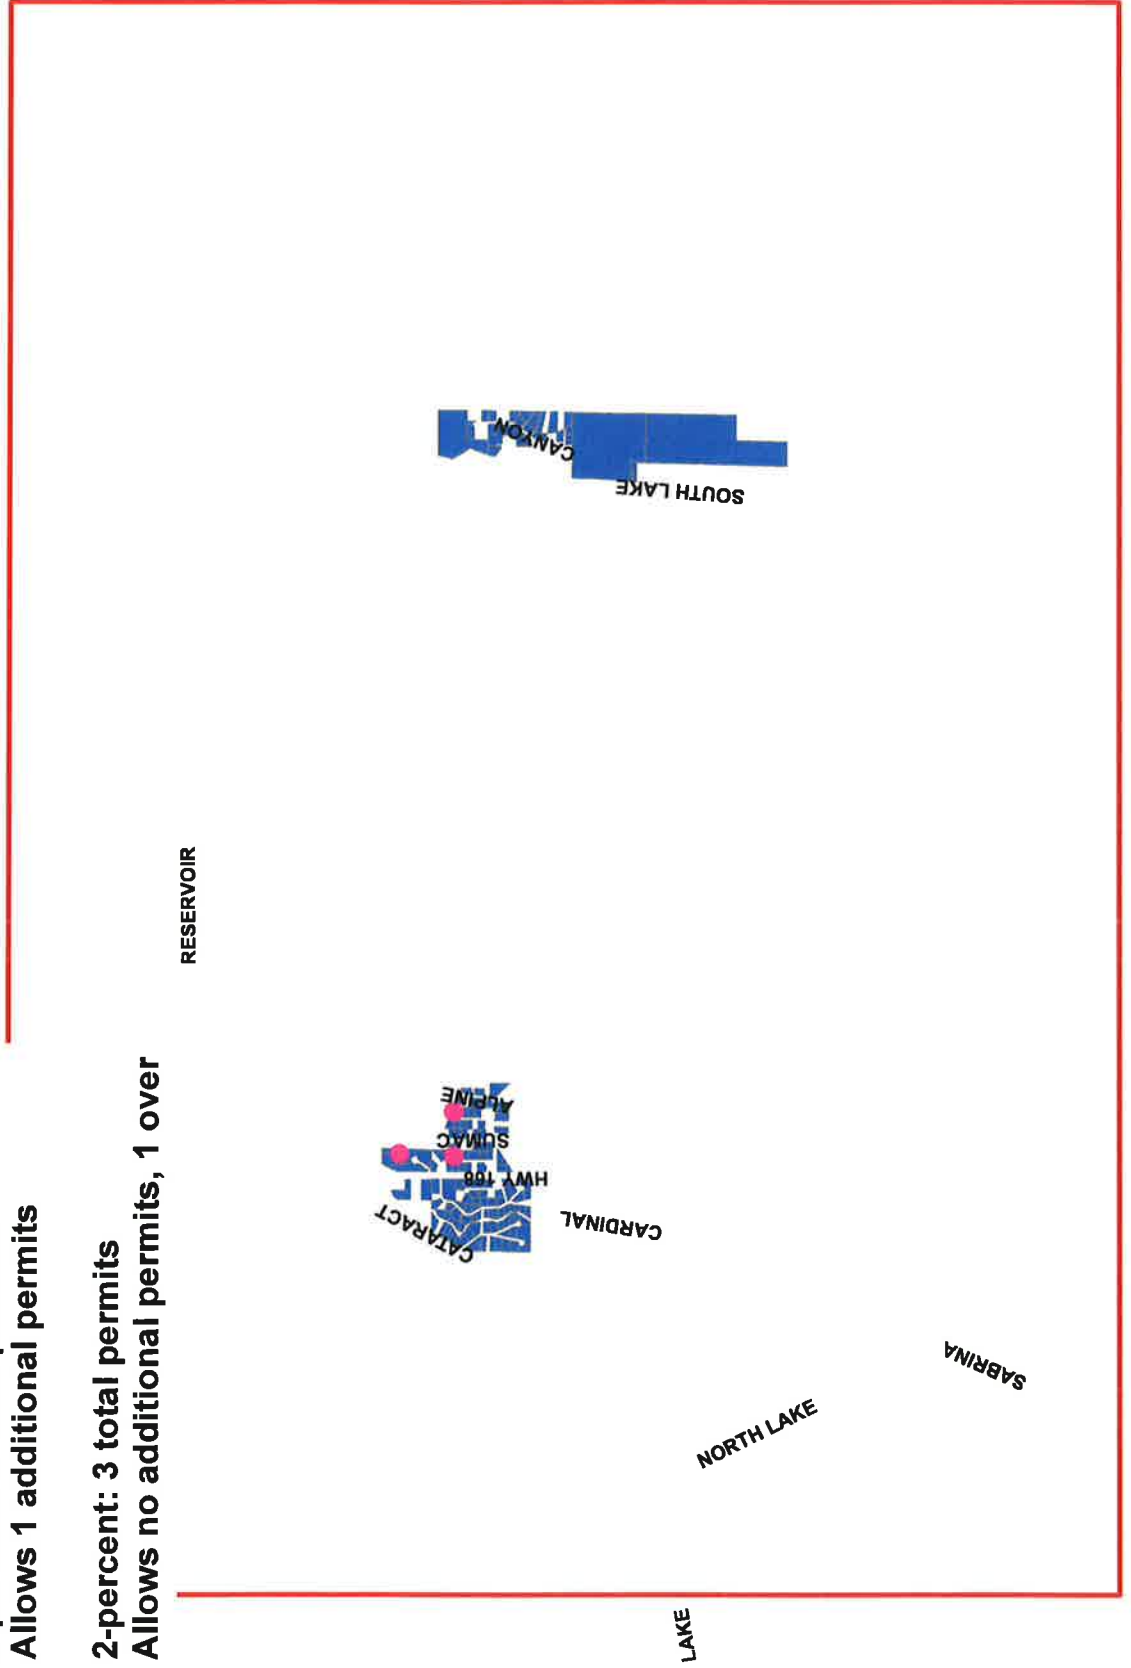 Allows 1 additional permits
2-percent: 3 total permits
Allows no additional permits, 1 over
RESERVOIR
CANYON
SOUTH LAKE
ALPINE
SUMAC
HWY 168
CATARACT
CARDINAL
SABRINA
NORTH LAKE
LAKE